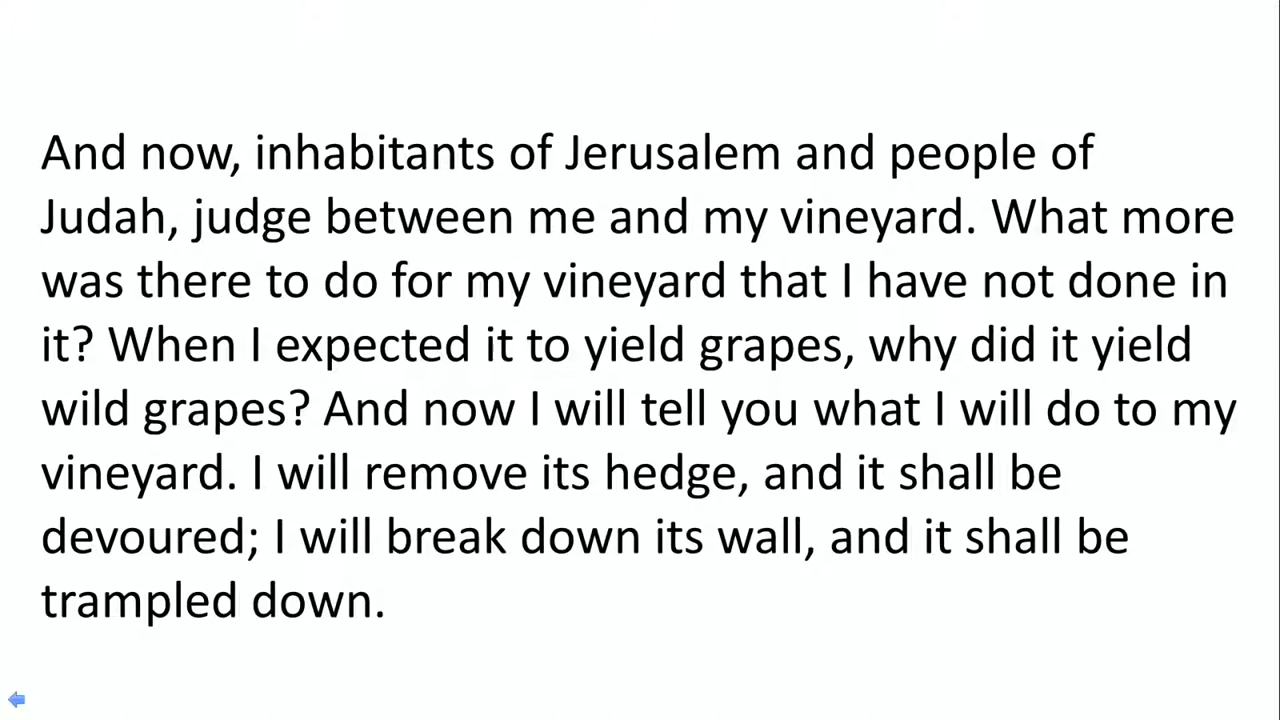 And now, inhabitants of Jerusalem and people of
Judah, judge between me and my vineyard. What more
was there to do for my vineyard that I have not done in
it? When I expected it to yield grapes, why did it yield
wild grapes? And now I will tell you what I will do to my
vineyard. I will remove its hedge, and it shall be
devoured; I will break down its wall, and it shall be
trampled down.